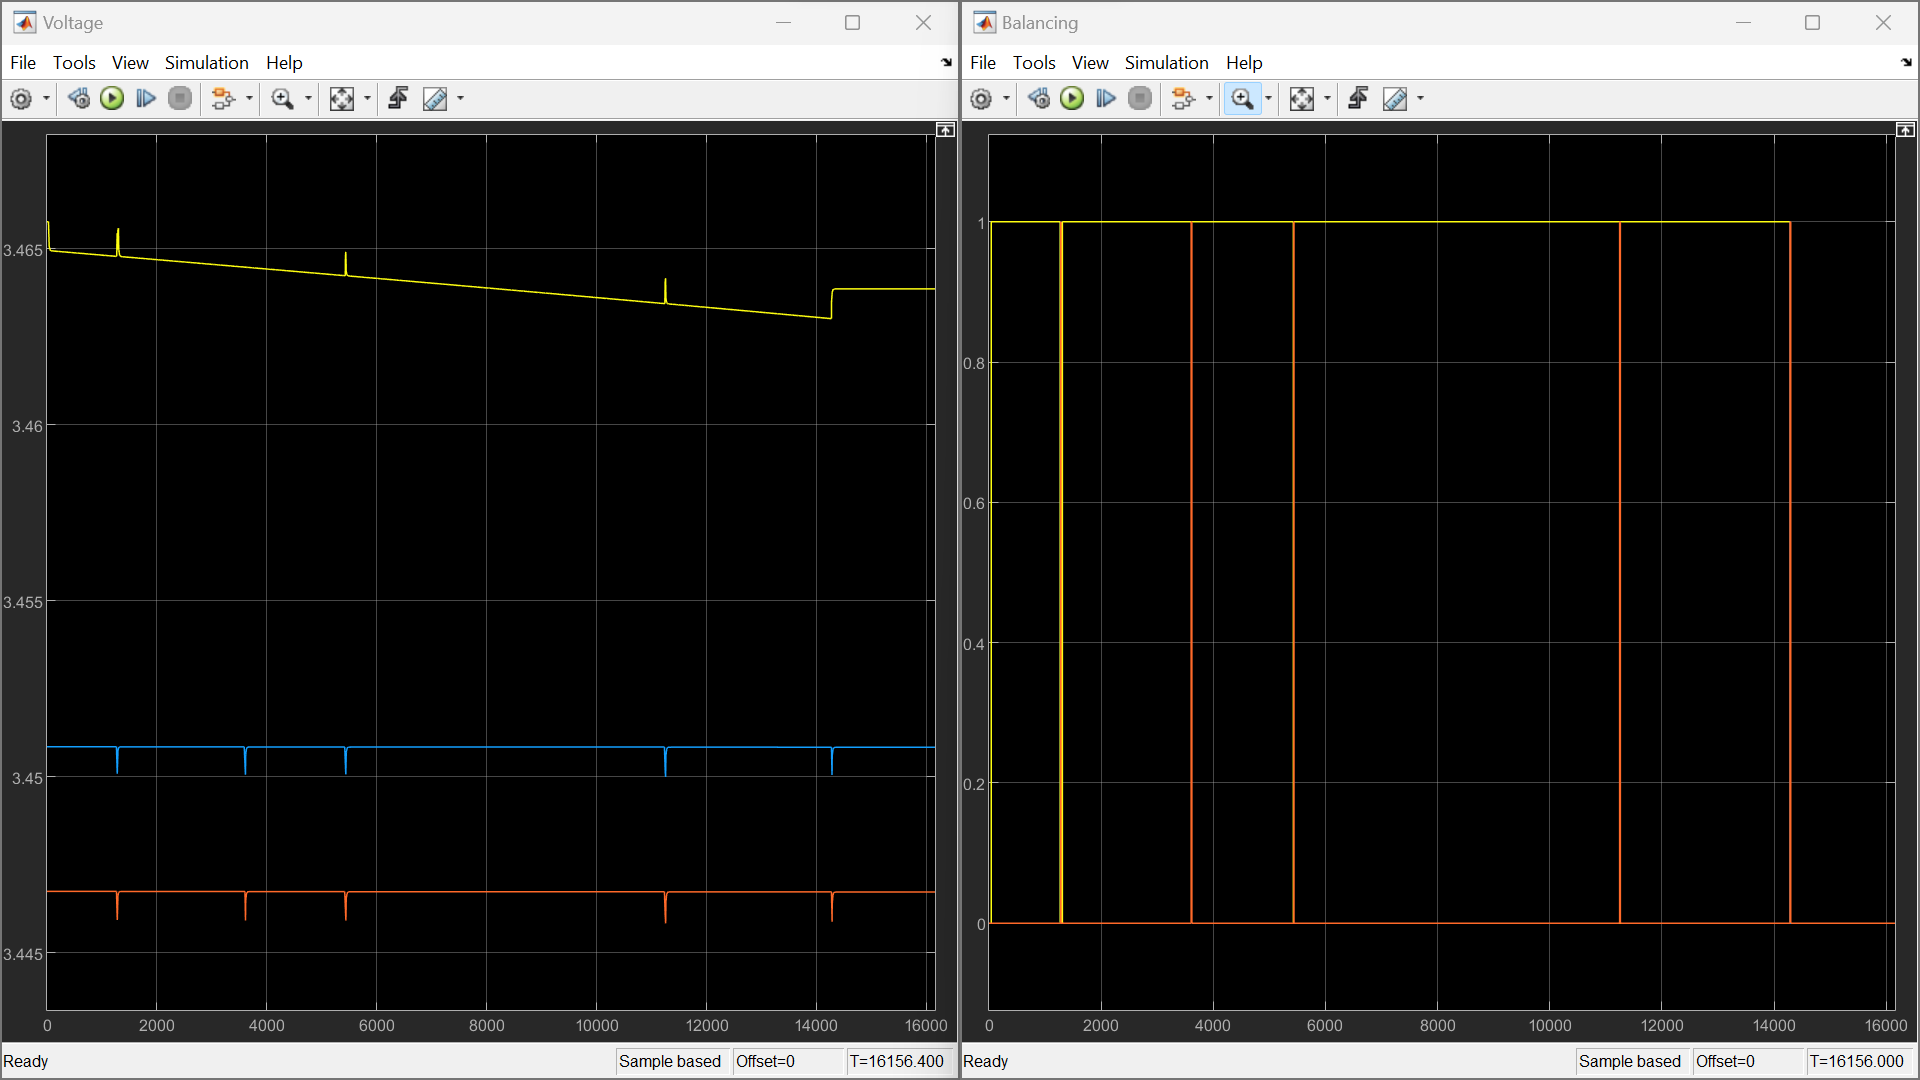 Voltage
File Tools View Simulation Help
3.465
3.46
3.455
3.45
3.445
0 2000 4000 6000 8000 10000 12000 14000 16000
Ready Sample based Offset=0 T=16156.400
Balancing
File Tools View Simulation Help
1
0.8
0.6
0.4
0.2
0
0 2000 4000 6000 8000 10000 12000 14000 16000
Ready Sample based Offset=0 T=16156.000